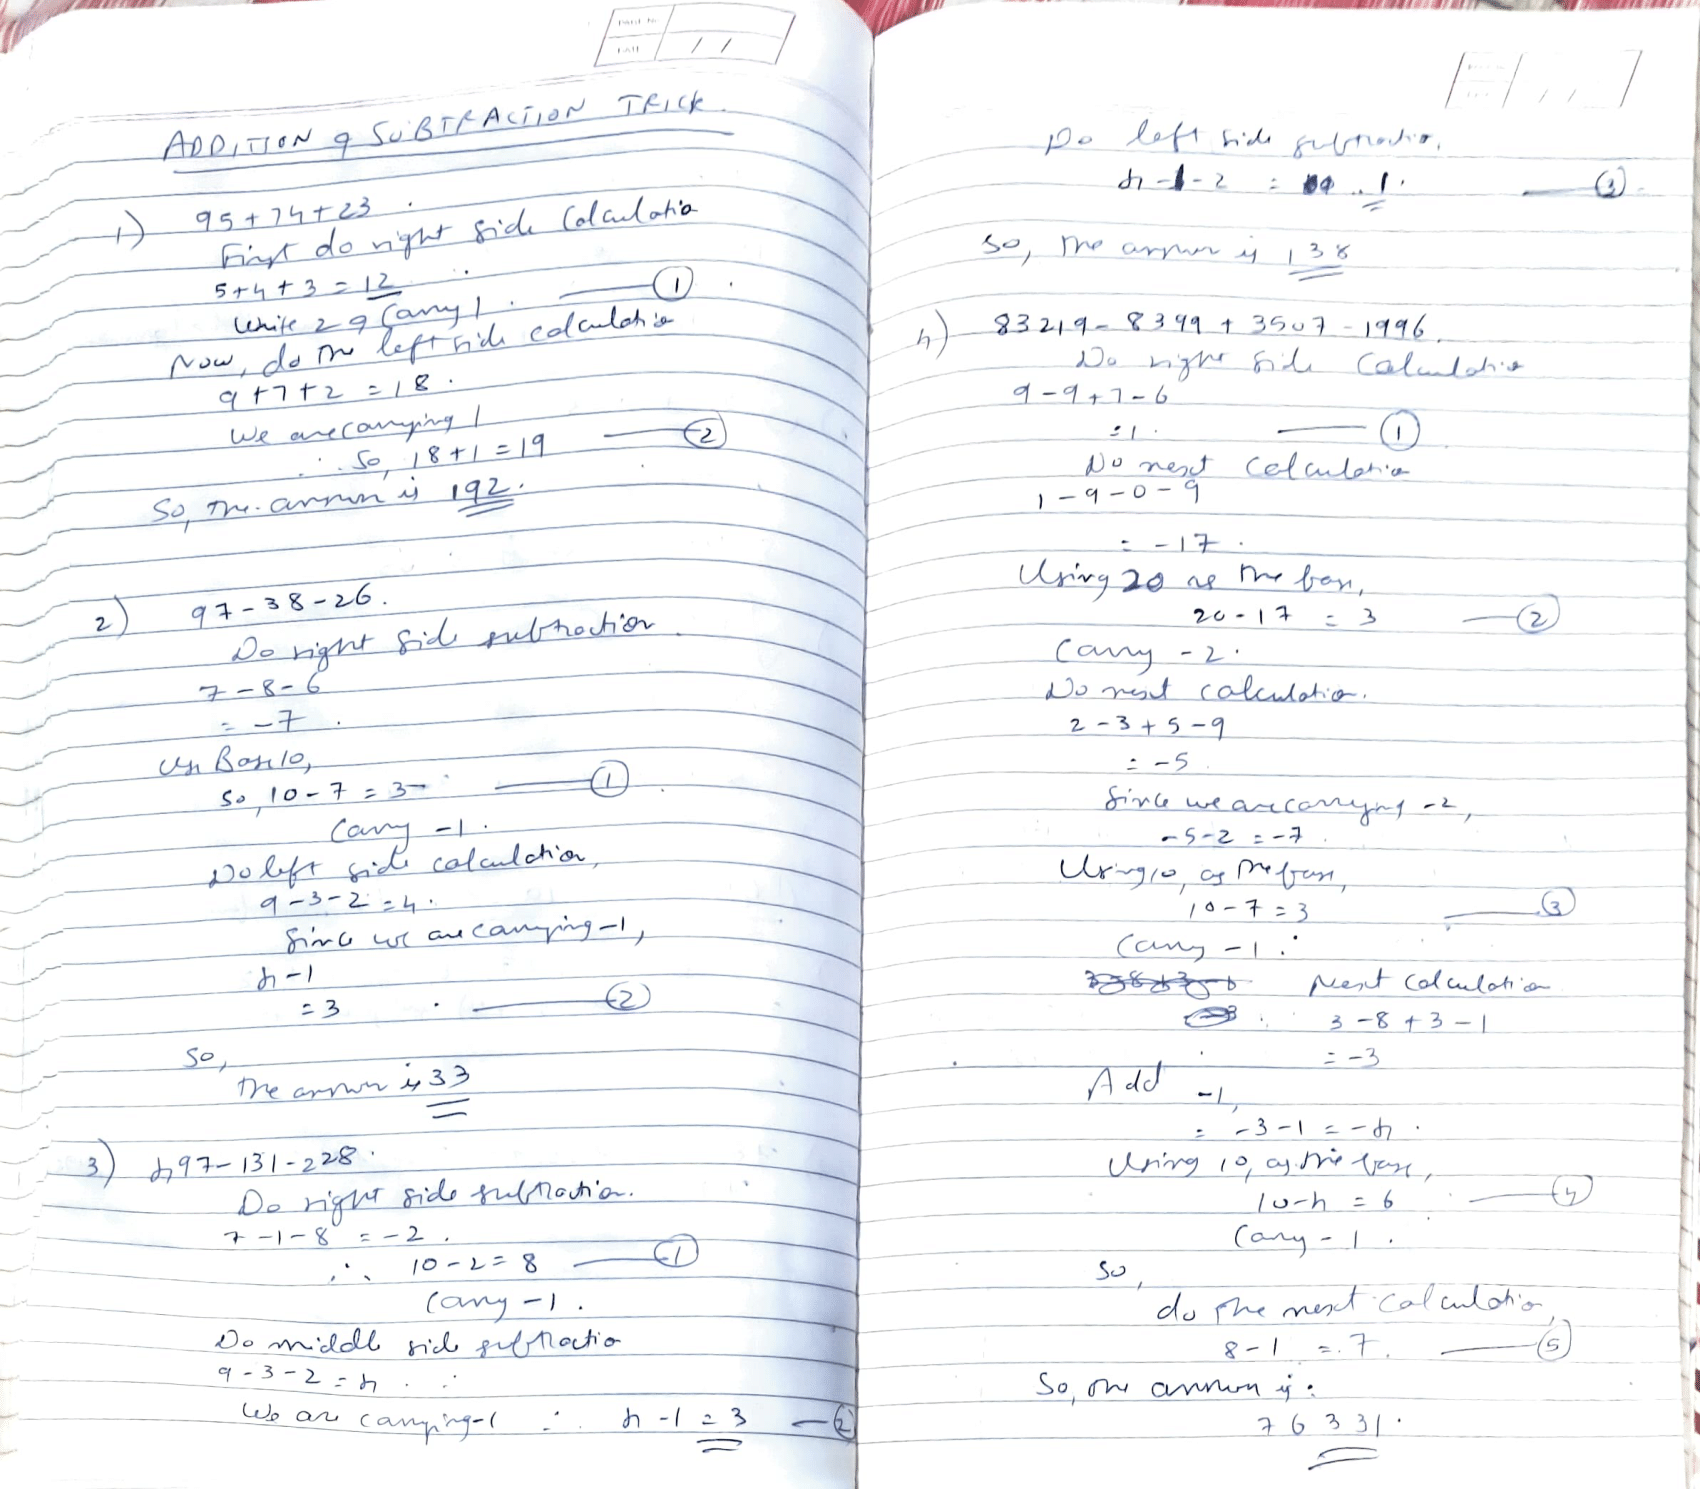 ADDITION & SUBTRACTION TRICK.
1) 95+74+23.
First do right side Calculatio
5+4+3=12
Write 2 & Carry 1. 1
Now, do the left side calculatio
9+7+2=18.
We are carrying 1
∴ So, 18+1=19 2
So, the answer is 192.
2) 97-38-26.
Do right side subtraction
7-8-6
= -7.
Use Base 10,
So, 10-7=3 1
Carry -1.
Do left side calculation,
9-3-2=4.
Since we are carrying -1,
4-1
=3 2
So,
The answer is 33
3) 497-131-228.
Do right side subtraction.
7-1-8 = -2.
∴ 10-2=8 1
Carry -1.
Do middle side subtractio
9-3-2=4.
We are carrying -1 ∴ 4-1=3 2
Do left side subtractio,
4-1-2 = 1. 3
So, the answer is 138
4) 83219-8399+3507-1996.
Do right side Calculatio
9-9+7-6
=1. 1
Do next Calculatio
1-9-0-9
= -17.
Using 20 as the base,
20-17 = 3 2
Carry -2.
Do next calculation.
2-3+5-9
= -5.
Since we are carrying -2,
-5-2 = -7.
Using 10, as the base,
10-7=3 3
Carry -1.
Next Calculation
3-8+3-1
= -3
Add -1,
= -3-1 = -4.
Using 10, as the base,
10-4 = 6 4
Carry -1.
So,
do the next calculation,
8-1 = 7. 5
So, the answer is:
76331.